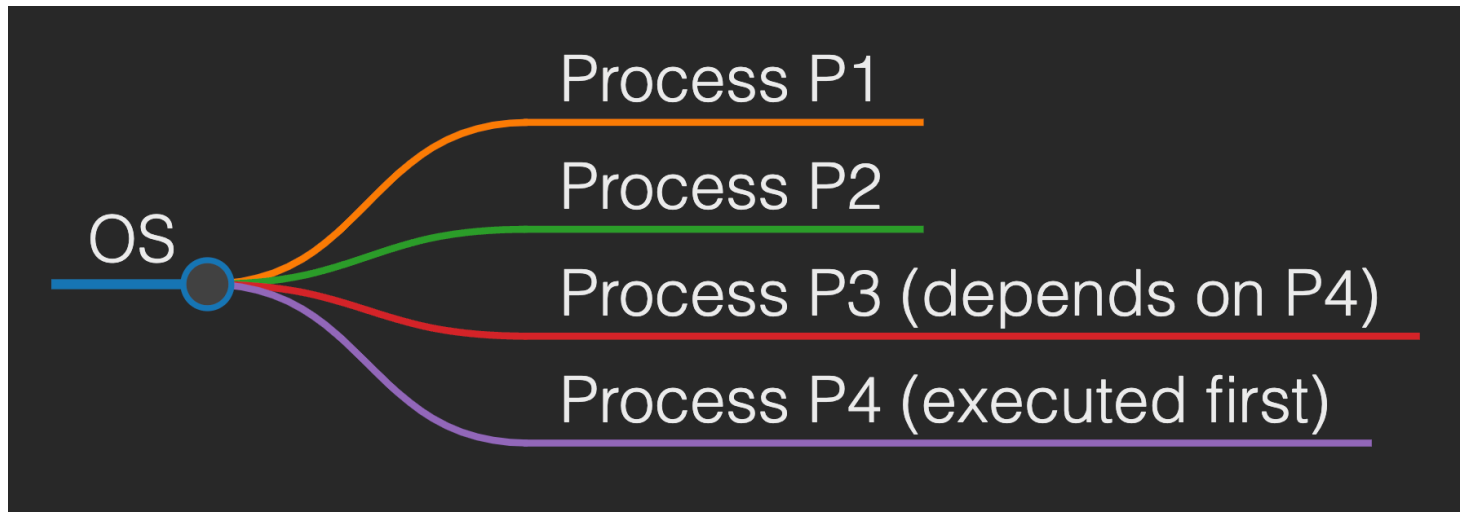 OS
Process P1
Process P2
Process P3 (depends on P4)
Process P4 (executed first)